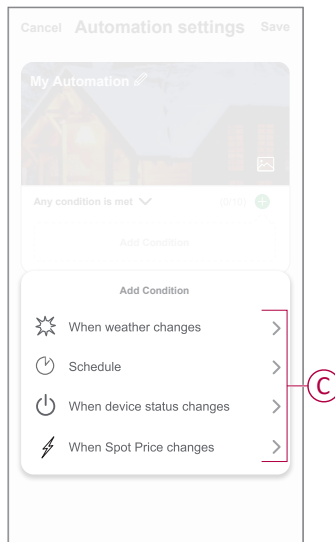 Cancel Automation settings Save
My Automation
Any condition is met (0/10)
Add Condition
Add Condition
When weather changes
Schedule
When device status changes
When Spot Price changes
C